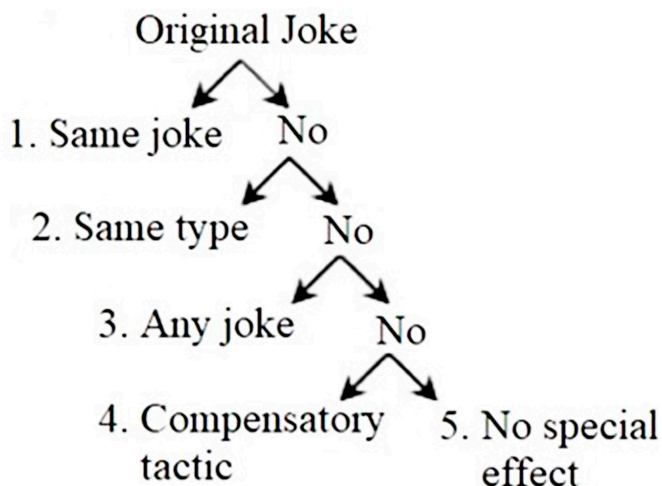 Original Joke
1. Same joke No
2. Same type No
3. Any joke No
4. Compensatory tactic
5. No special effect